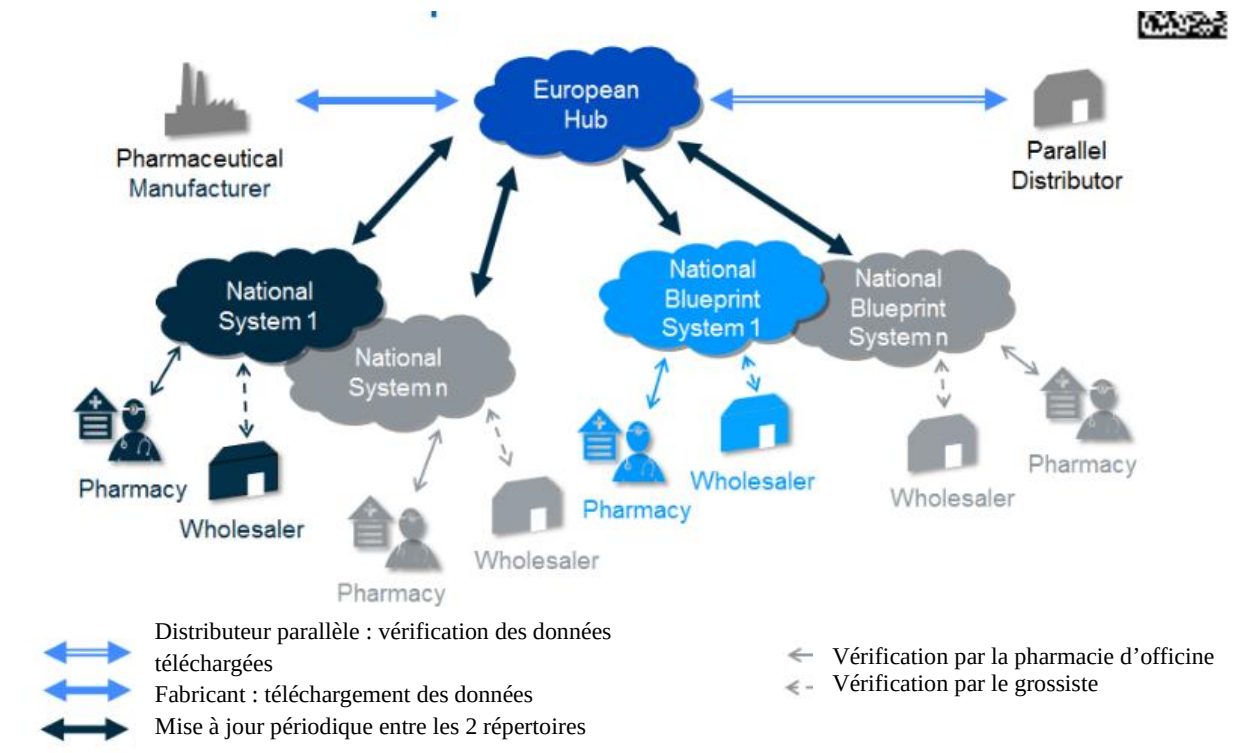 European
Hub
Pharmaceutical
Manufacturer
Parallel
Distributor
National
System 1
National
System n
National
Blueprint
System 1
National
Blueprint
System n
Pharmacy
Wholesaler
Pharmacy
Wholesaler
Pharmacy
Wholesaler
Wholesaler
Pharmacy
Distributeur parallèle : vérification des données
téléchargées
Fabricant : téléchargement des données
Mise à jour périodique entre les 2 répertoires
Vérification par la pharmacie d’officine
Vérification par le grossiste